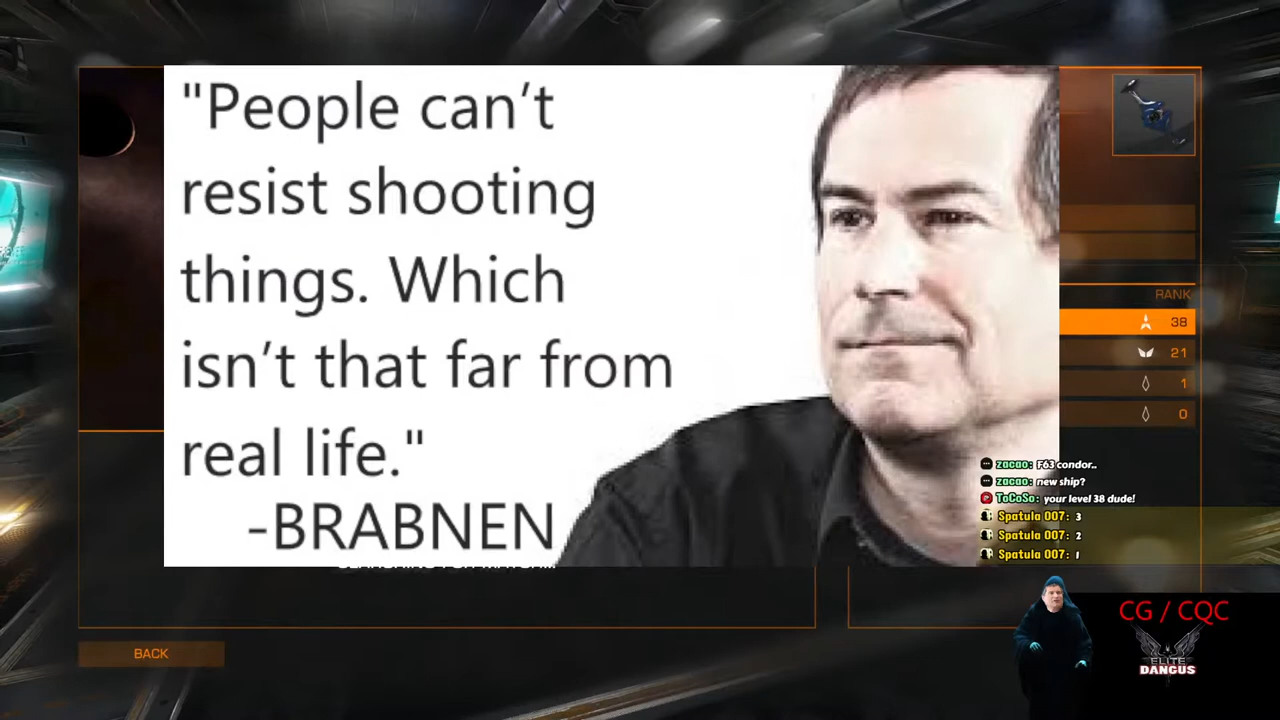 "People can’t
resist shooting
things. Which
isn’t that far from
real life."
-BRABNEN
RANK
38
21
1
0
zacao: F63 condor..
zacao: new ship?
ToCoSo: your level 38 dude!
Spatula 007: 3
Spatula 007: 2
Spatula 007: 1
BACK
CG / CQC
ELITE
DANGUS